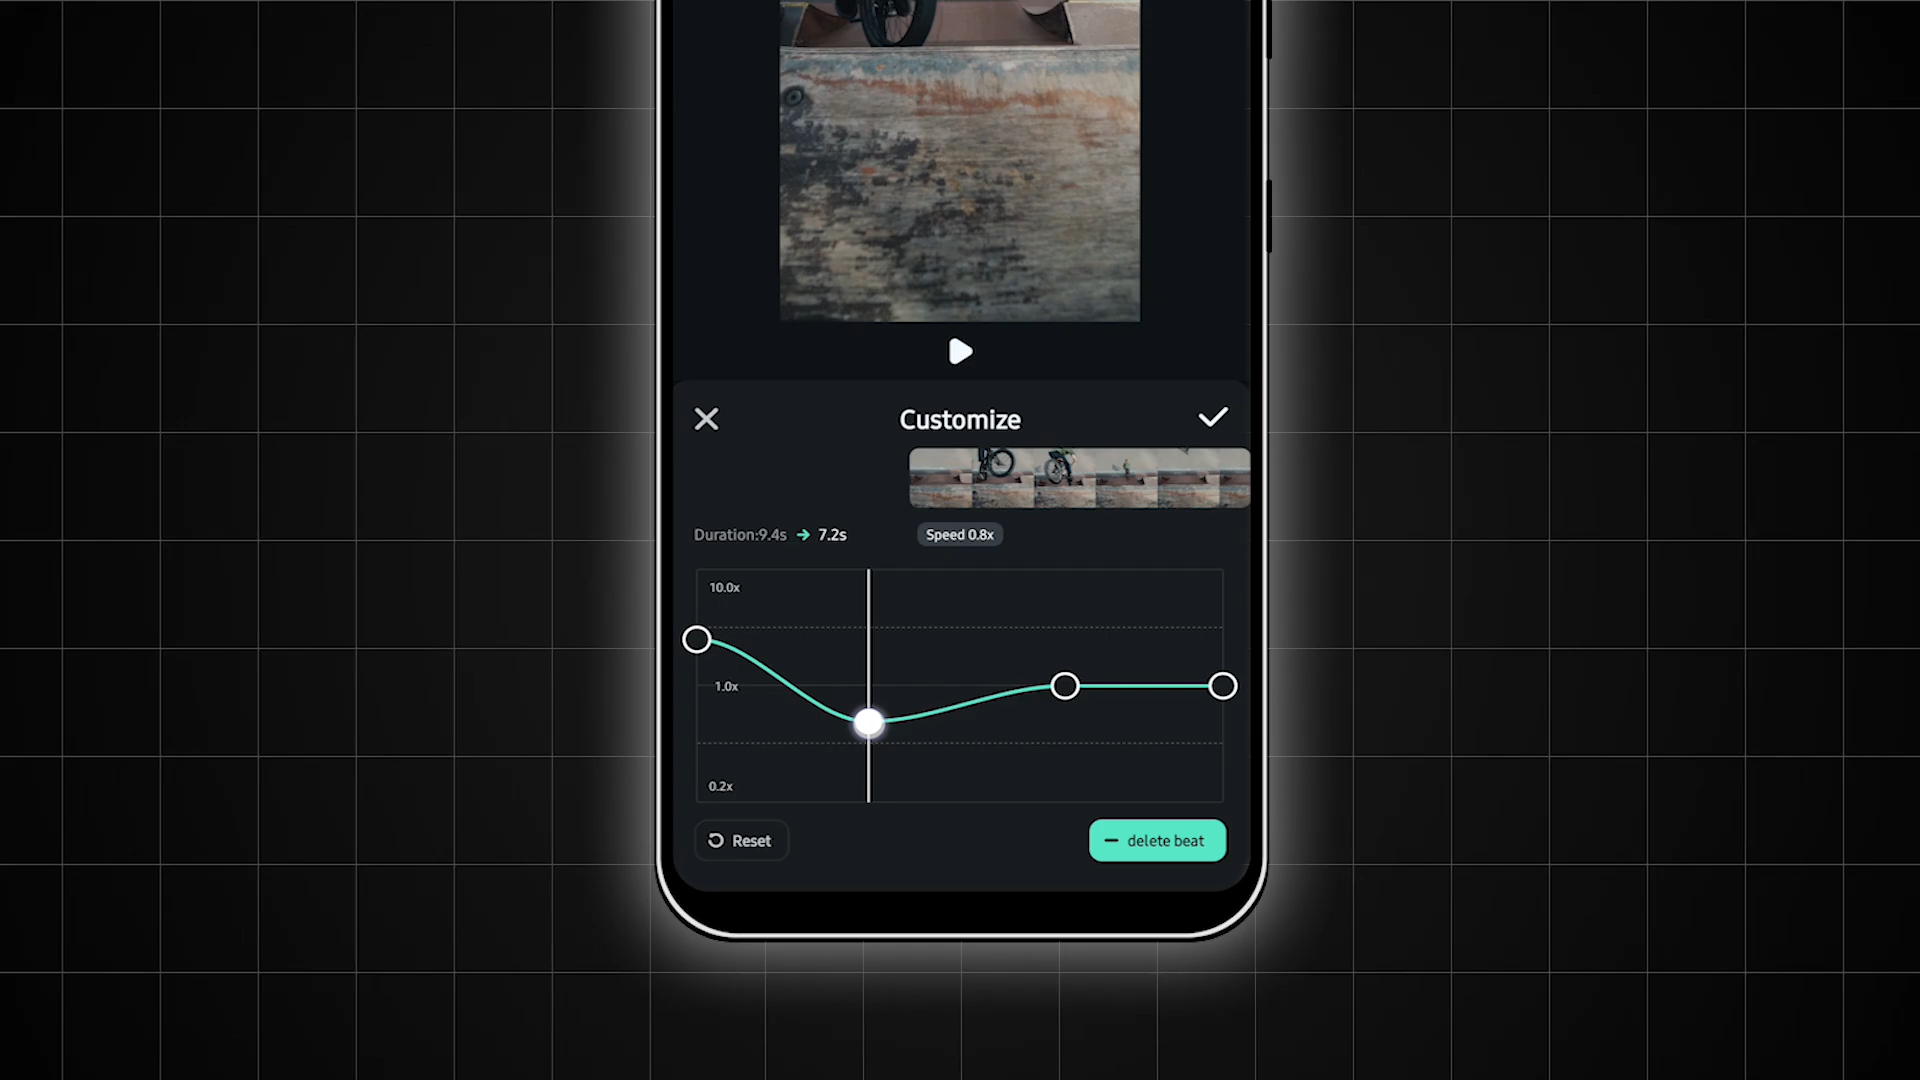 Customize
Duration:9.4s → 7.2s
Speed 0.8x
10.0x
1.0x
0.2x
Reset
delete beat